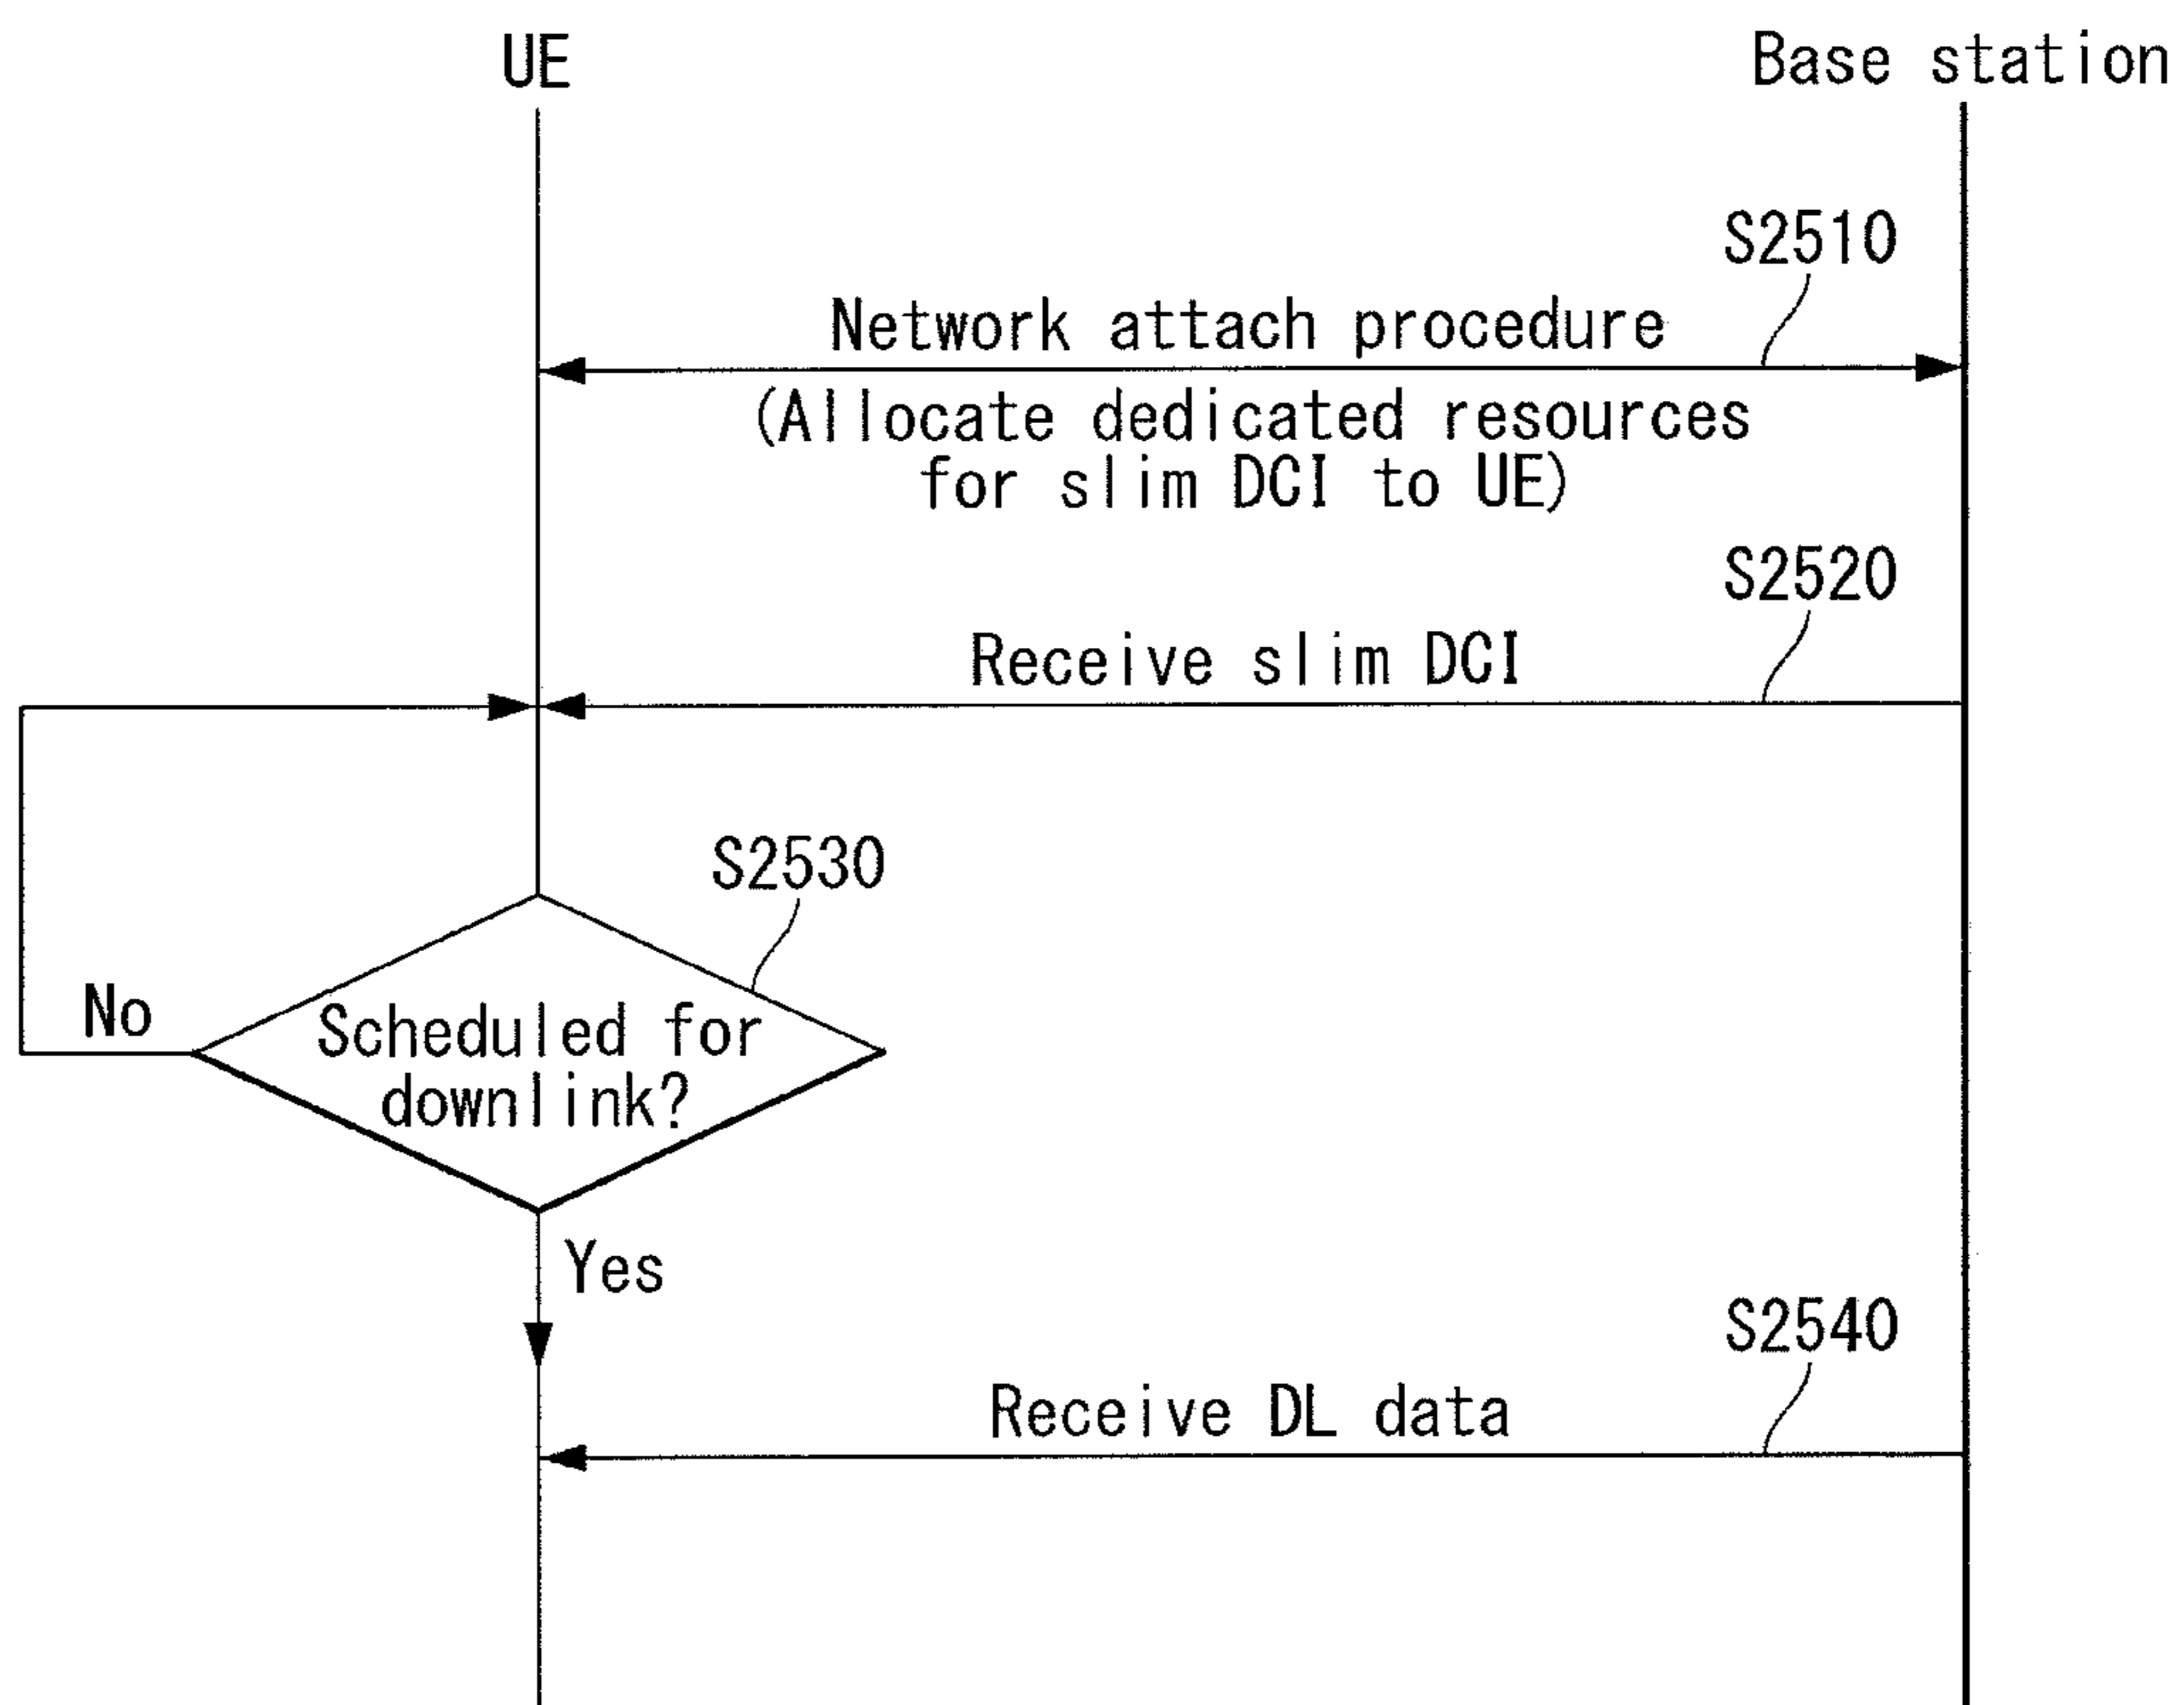 UE
Base station
S2510
Network attach procedure
(Allocate dedicated resources
for slim DCI to UE)
S2520
Receive slim DCI
S2530
No
Scheduled for
downlink?
Yes
S2540
Receive DL data